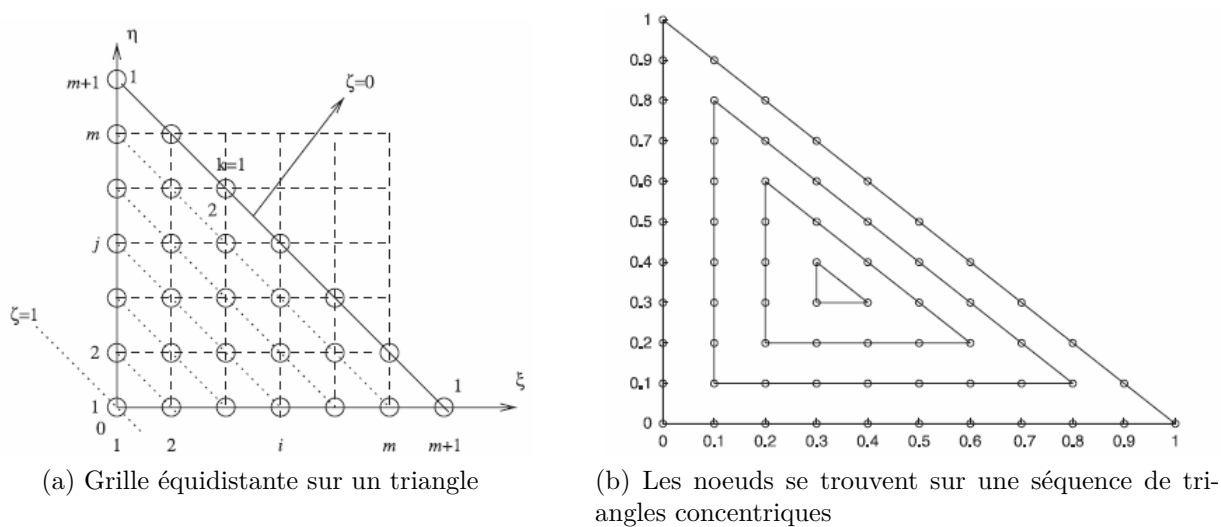 η
m+1
1
ζ=0
m
k=1
2
j
ζ=1
2
1
ξ
1
0
1
2
i
m
m+1
(a) Grille équidistante sur un triangle
1
0.9
0.8
0.7
0.6
0.5
0.4
0.3
0.2
0.1
0
0
0.1
0.2
0.3
0.4
0.5
0.6
0.7
0.8
0.9
1
(b) Les noeuds se trouvent sur une séquence de tri-
angles concentriques